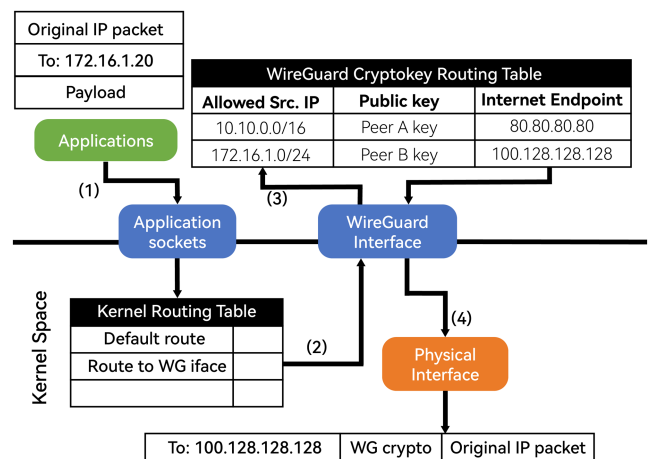 Original IP packet
To: 172.16.1.20
Payload
WireGuard Cryptokey Routing Table
Allowed Src. IP Public key Internet Endpoint
10.10.0.0/16 Peer A key 80.80.80.80
172.16.1.0/24 Peer B key 100.128.128.128
Applications
(1)
(3)
Application
sockets
WireGuard
Interface
Kernel Space
Kernel Routing Table
Default route
Route to WG iface
(2)
(4)
Physical
Interface
To: 100.128.128.128 WG crypto Original IP packet